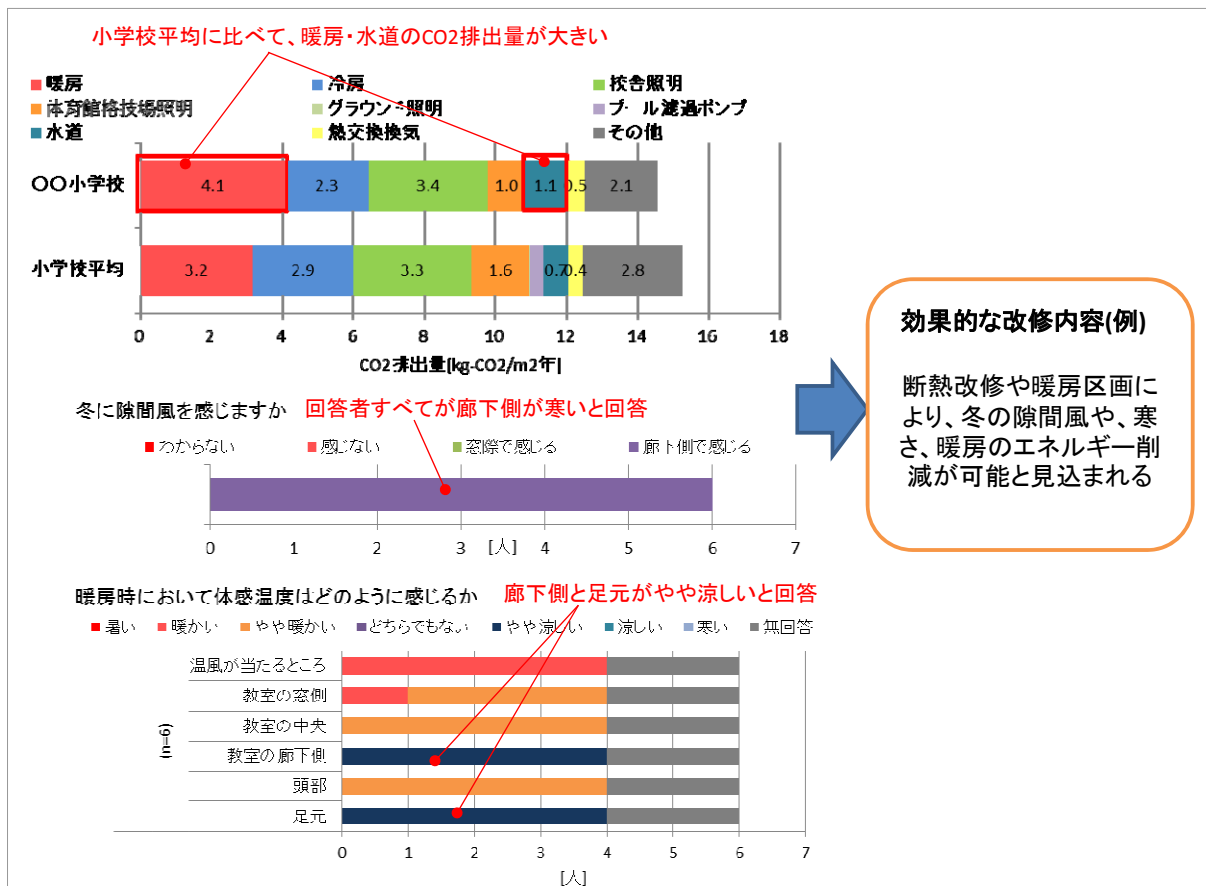 小学校平均に比べて、暖房・水道のCO2排出量が大きい
暖房
冷房
校舎照明
体育館格技場照明
グラウンド照明
プール濾過ポンプ
水道
熱交換換気
その他
〇〇小学校
4.1
2.3
3.4
1.0
1.1
0.5
2.1
小学校平均
3.2
2.9
3.3
1.6
0.7
0.4
2.8
0 2 4 6 8 10 12 14 16 18
CO2排出量[kg-CO2/m2年]
効果的な改修内容(例)
断熱改修や暖房区画に
より、冬の隙間風や、寒
さ、暖房のエネルギー削
減が可能と見込まれる
冬に隙間風を感じますか
回答者すべてが廊下側が寒いと回答
わからない
感じない
窓際で感じる
廊下側で感じる
0 1 2 3 4 5 6 7
[人]
暖房時において体感温度はどのように感じるか
廊下側と足元がやや涼しいと回答
暑い
暖かい
やや暖かい
どちらでもない
やや涼しい
涼しい
寒い
無回答
(n=6)
温風が当たるところ
教室の窓側
教室の中央
教室の廊下側
頭部
足元
0 1 2 3 4 5 6 7
[人]